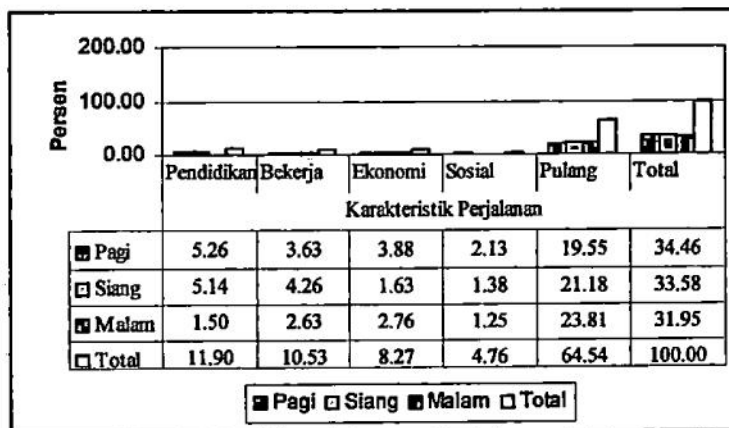 200.00
100.00
0.00
Persen
Pendidikan Bekerja Ekonomi Sosial Pulang Total
Karakteristik Perjalanan
Pagi 5.26 3.63 3.88 2.13 19.55 34.46
Siang 5.14 4.26 1.63 1.38 21.18 33.58
Malam 1.50 2.63 2.76 1.25 23.81 31.95
Total 11.90 10.53 8.27 4.76 64.54 100.00
Pagi Siang Malam Total